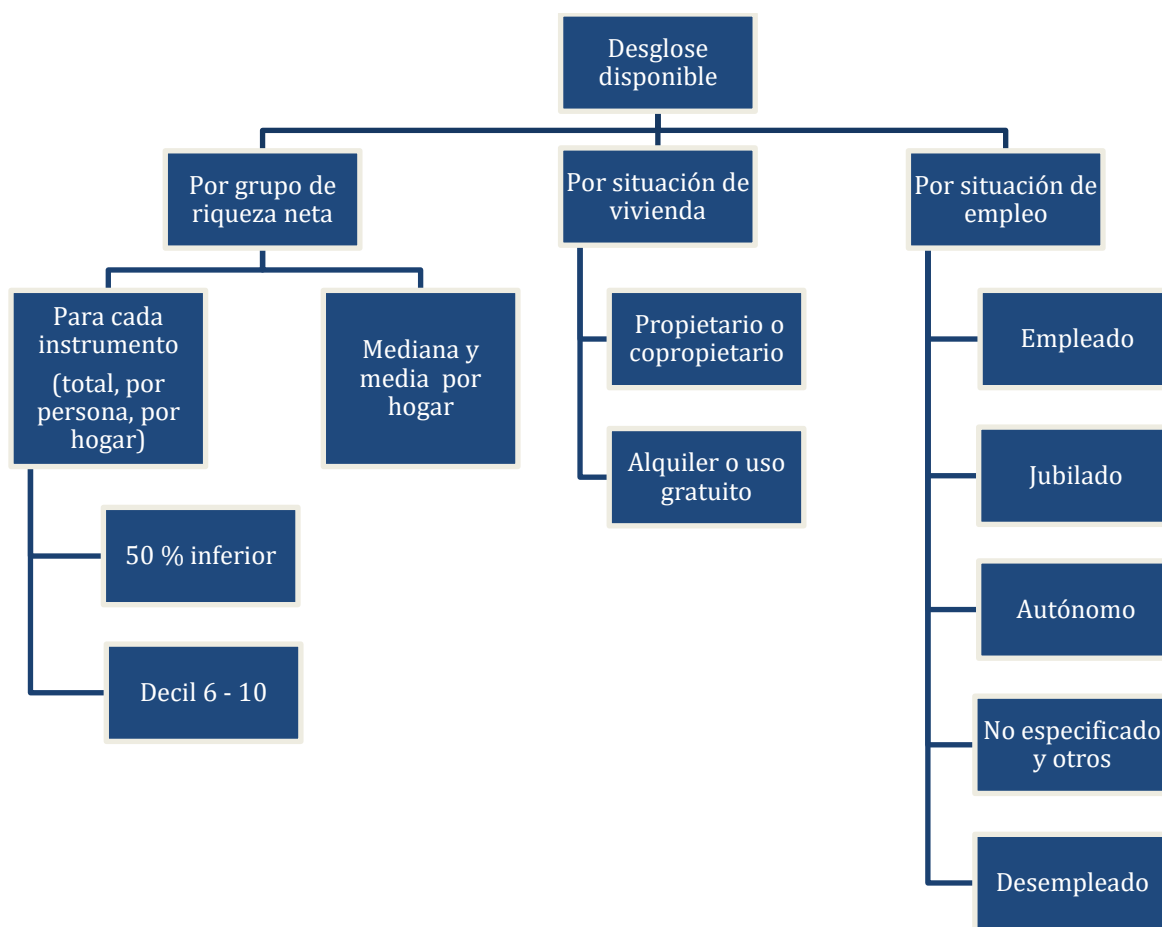 Desglose
disponible
Por grupo de
riqueza neta
Para cada
instrumento
(total, por
persona, por
hogar)
50 % inferior
Decil 6 - 10
Mediana y
media por
hogar
Por situación de
vivienda
Propietario o
copropietario
Alquiler o uso
gratuito
Por situación de
empleo
Empleado
Jubilado
Autónomo
No especificado
y otros
Desempleado